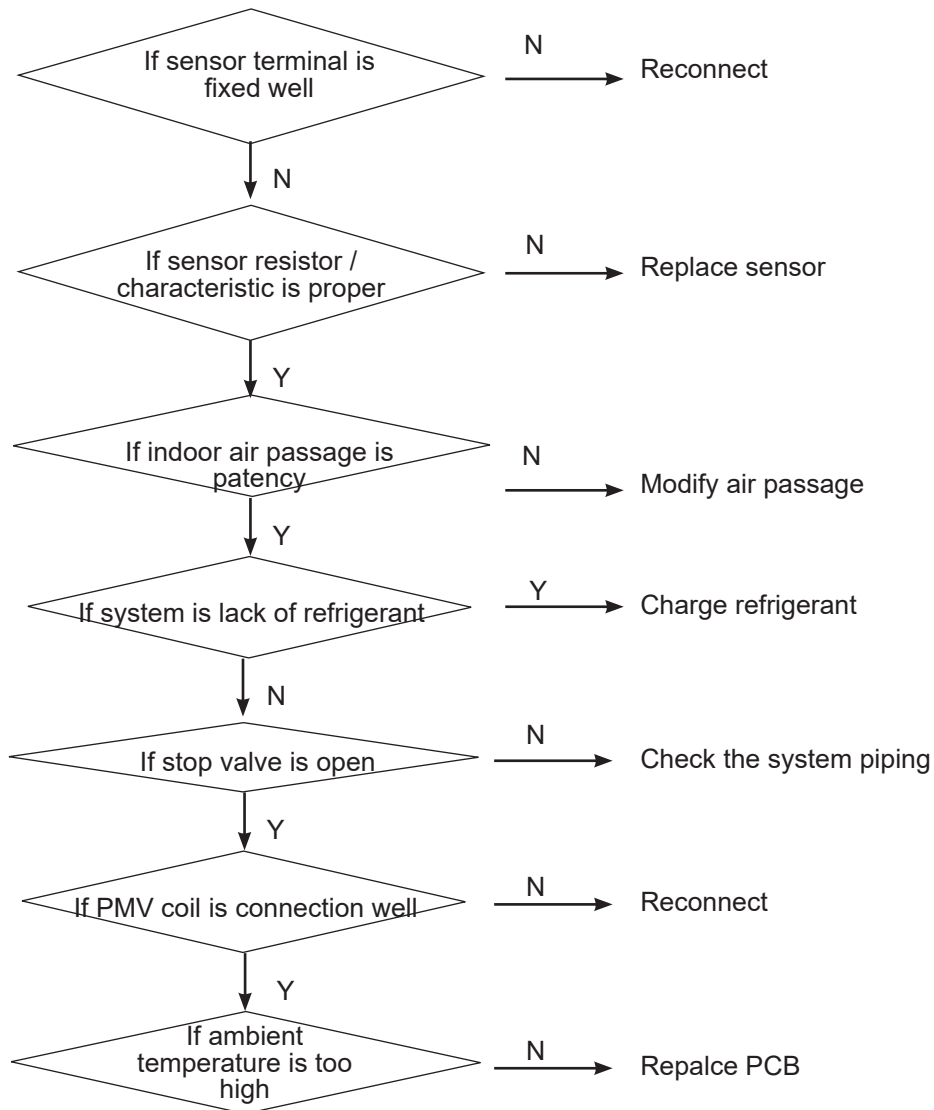 If sensor terminal is
fixed well
N
Reconnect
N
If sensor resistor /
characteristic is proper
N
Replace sensor
Y
If indoor air passage is
patency
N
Modify air passage
Y
If system is lack of refrigerant
Y
Charge refrigerant
N
If stop valve is open
N
Check the system piping
Y
If PMV coil is connection well
N
Reconnect
Y
If ambient
temperature is too
high
N
Repalce PCB